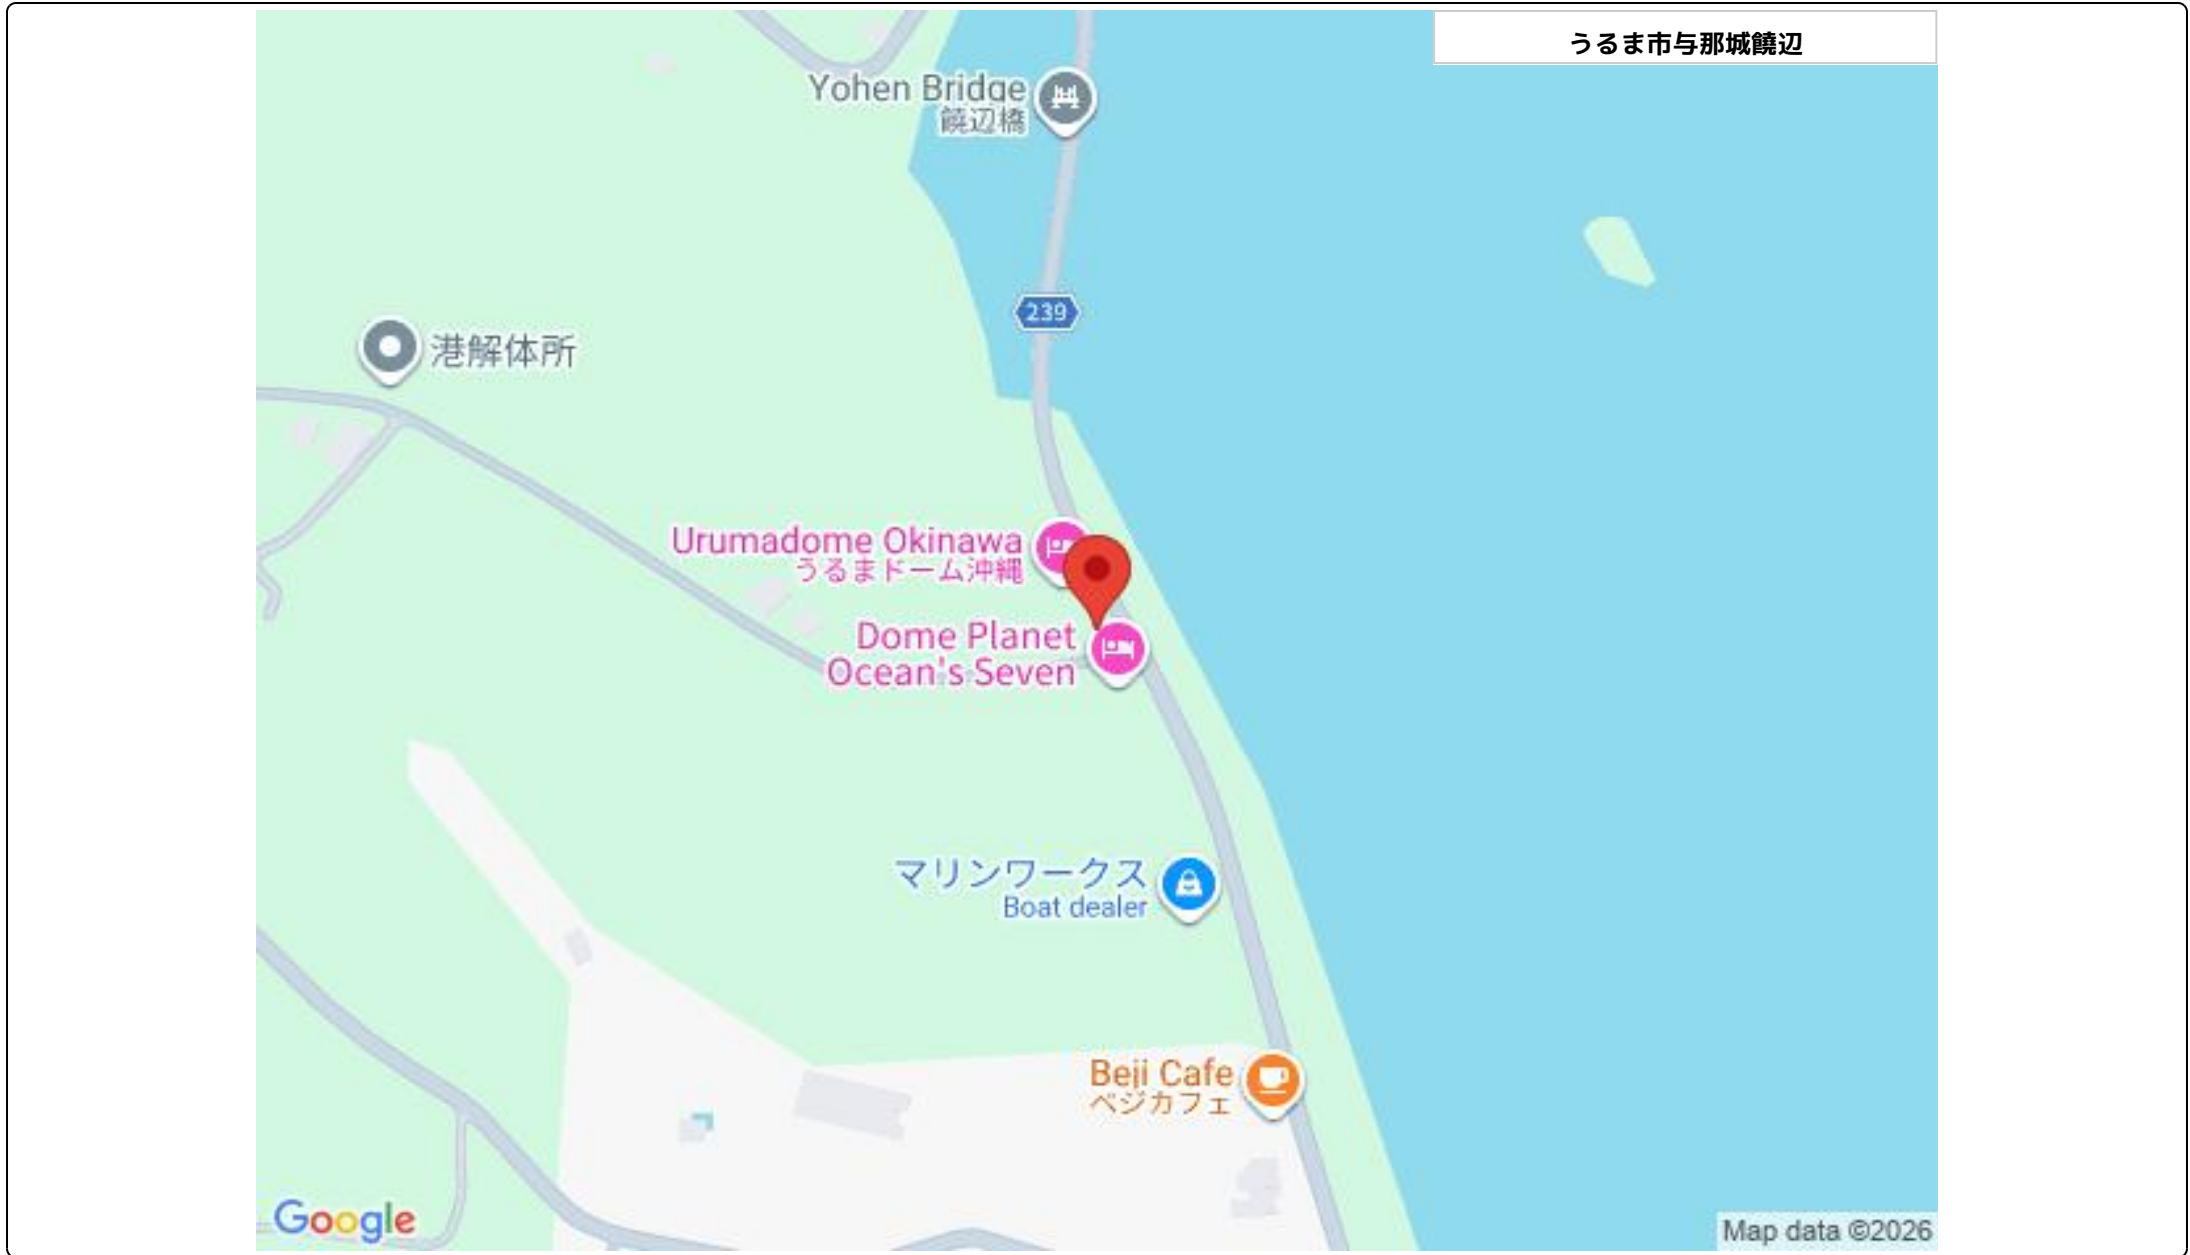 うるま市与那城饒辺
Yohen Bridge
饒辺橋
239
港解体所
Urumadome Okinawa
うるまドーム沖縄
Dome Planet
Ocean's Seven
マリンワークス
Boat dealer
Beji Cafe
ベジカフェ
Google
Map data ©2026